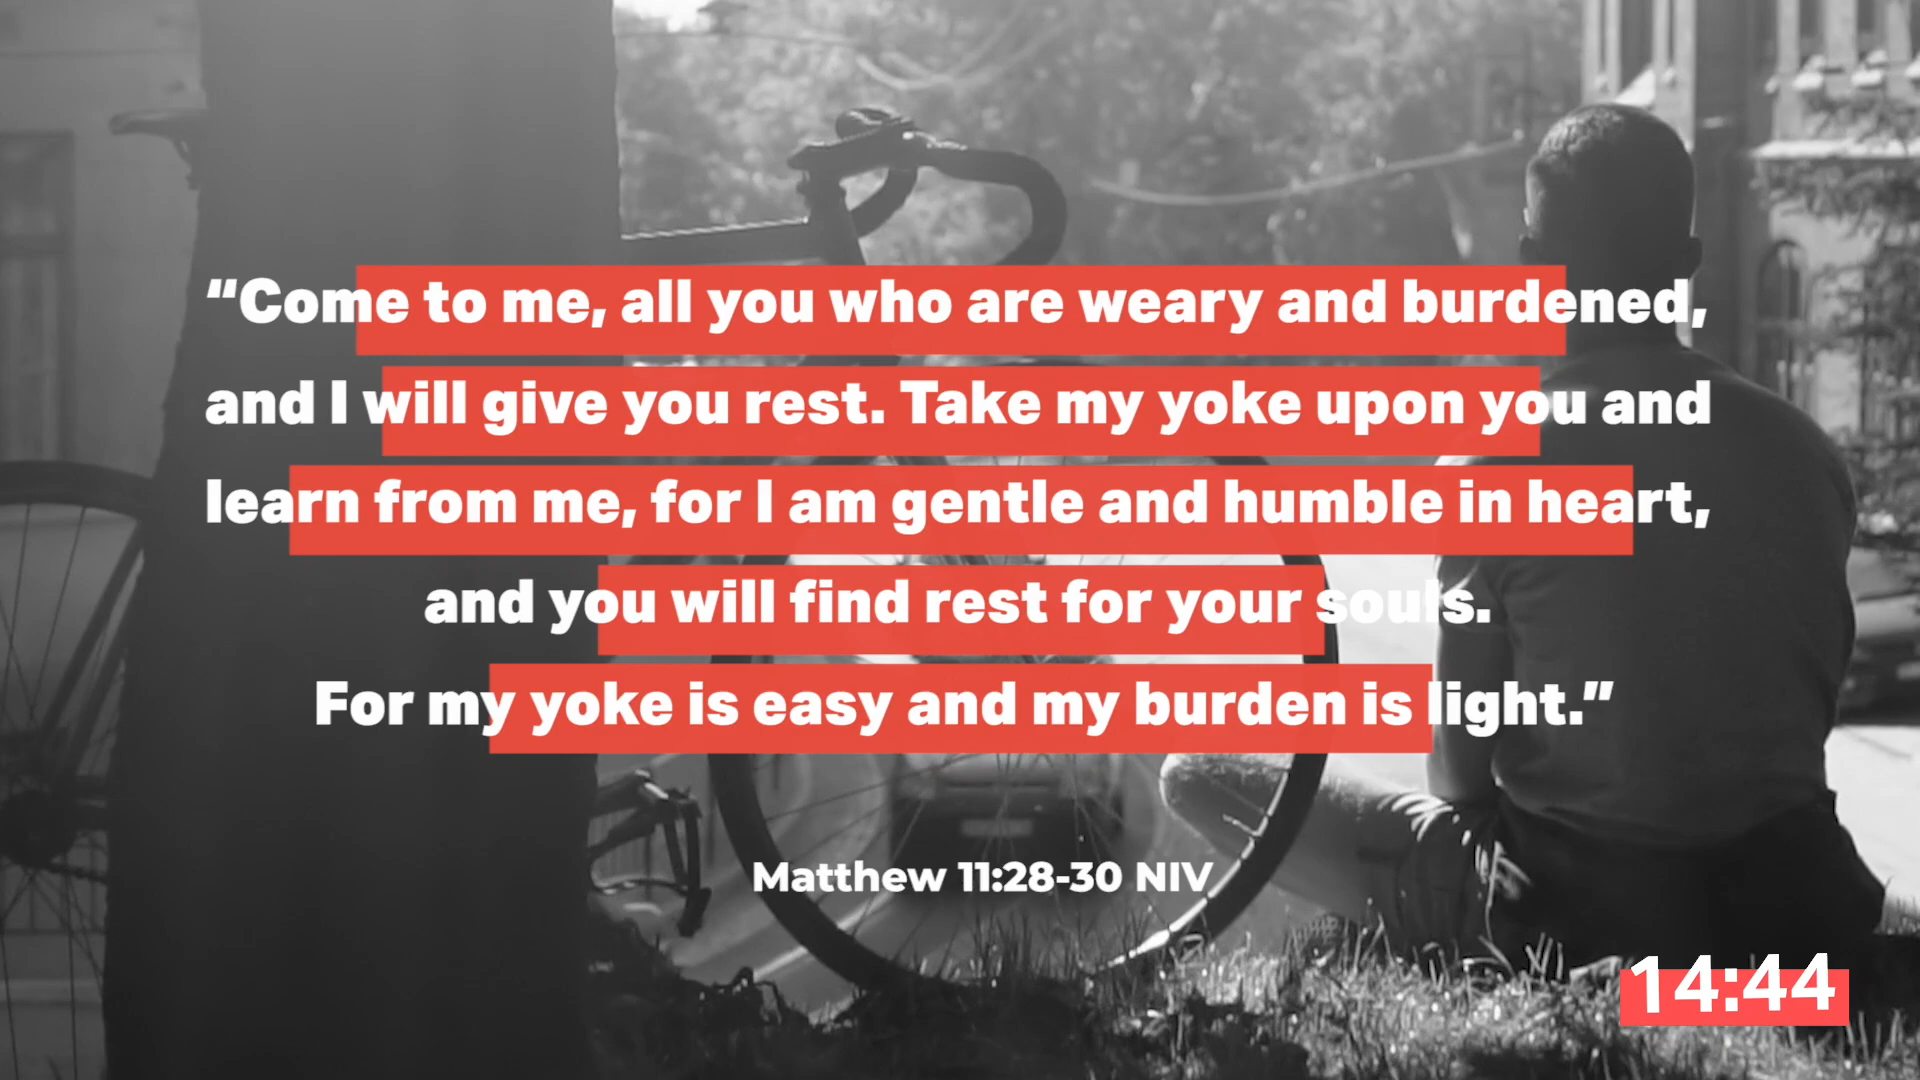 “Come to me, all you who are weary and burdened,
and I will give you rest. Take my yoke upon you and
learn from me, for I am gentle and humble in heart,
and you will find rest for your souls.
For my yoke is easy and my burden is light.”
Matthew 11:28-30 NIV
14:44